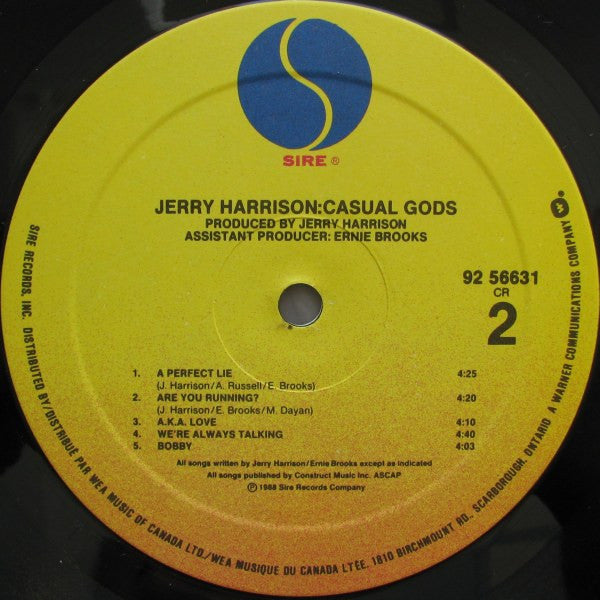 SIRE ®
JERRY HARRISON:CASUAL GODS
PRODUCED BY JERRY HARRISON
ASSISTANT PRODUCER: ERNIE BROOKS
92 56631
CR
2
1. A PERFECT LIE 4:25
(J. Harrison/A. Russell/E. Brooks)
2. ARE YOU RUNNING? 4:20
(J. Harrison/E. Brooks/M. Dayan)
3. A.K.A. LOVE 4:10
4. WE'RE ALWAYS TALKING 4:40
5. BOBBY 4:03
All songs written by Jerry Harrison/Ernie Brooks except as indicated
All songs published by Construct Music Inc. ASCAP
Ⓟ 1988 Sire Records Company
SIRE RECORDS, INC. DISTRIBUTED BY/DISTRIBUÉ PAR WEA MUSIC OF CANADA LTD./WEA MUSIQUE DU CANADA LTÉE. 1810 BIRCHMOUNT RD., SCARBOROUGH, ONTARIO A WARNER COMMUNICATIONS COMPANY